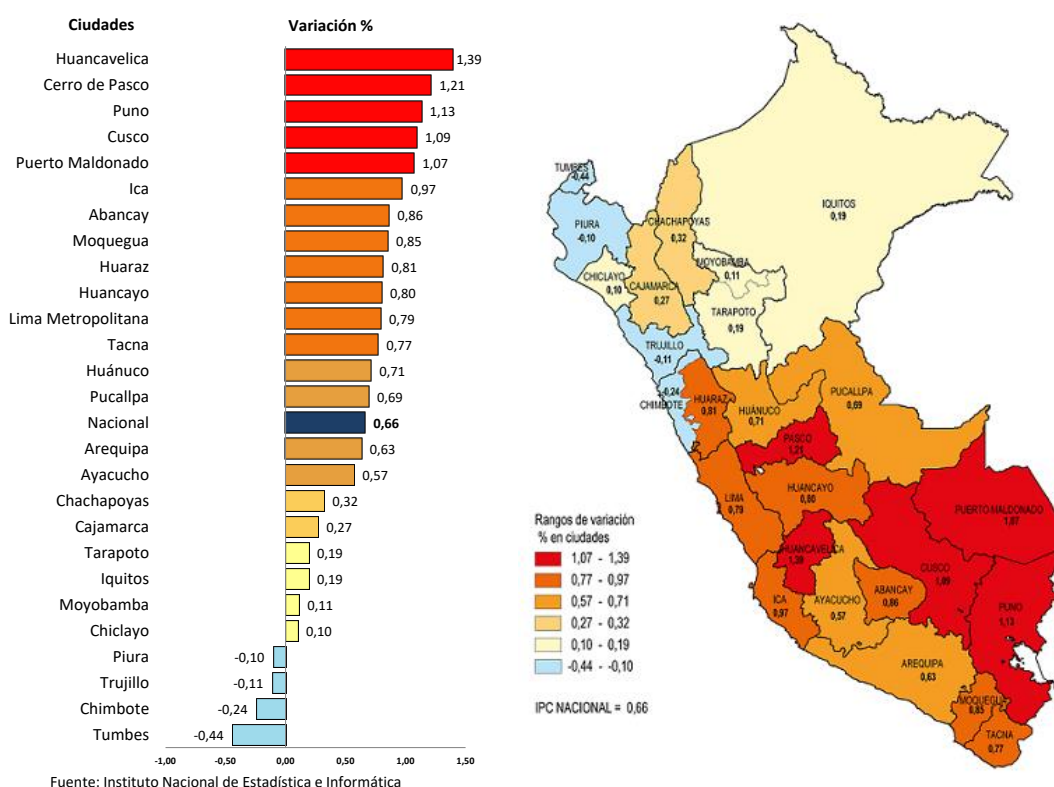 Ciudades Variación %
Huancavelica 1,39
Cerro de Pasco 1,21
Puno 1,13
Cusco 1,09
Puerto Maldonado 1,07
Ica 0,97
Abancay 0,86
Moquegua 0,85
Huaraz 0,81
Huancayo 0,80
Lima Metropolitana 0,79
Tacna 0,77
Huánuco 0,71
Pucallpa 0,69
Nacional 0,66
Arequipa 0,63
Ayacucho 0,57
Chachapoyas 0,32
Cajamarca 0,27
Tarapoto 0,19
Iquitos 0,19
Moyobamba 0,11
Chiclayo 0,10
Piura -0,10
Trujillo -0,11
Chimbote -0,24
Tumbes -0,44
-1,00 -0,50 0,00 0,50 1,00 1,50
Fuente: Instituto Nacional de Estadística e Informática
TUMBES
-0,44
PIURA
-0,10
CHACHAPOYAS
0,32
IQUITOS
0,19
MOYOBAMBA
0,11
CHICLAYO
0,10
CAJAMARCA
0,27
TARAPOTO
0,19
TRUJILLO
-0,11
-0,24
CHIMBOTE
HUARAZ
0,81
HUÁNUCO
0,71
PUCALLPA
0,69
PASCO
1,21
LIMA
0,79
HUANCAYO
0,80
PUERTO MALDONADO
1,07
HUANCAVELICA
1,39
CUSCO
1,09
ICA
0,97
AYACUCHO
0,57
ABANCAY
0,86
PUNO
1,13
AREQUIPA
0,63
MOQUEGUA
0,85
TACNA
0,77
Rangos de variación
% en ciudades
1,07 - 1,39
0,77 - 0,97
0,57 - 0,71
0,27 - 0,32
0,10 - 0,19
-0,44 - -0,10
IPC NACIONAL = 0,66